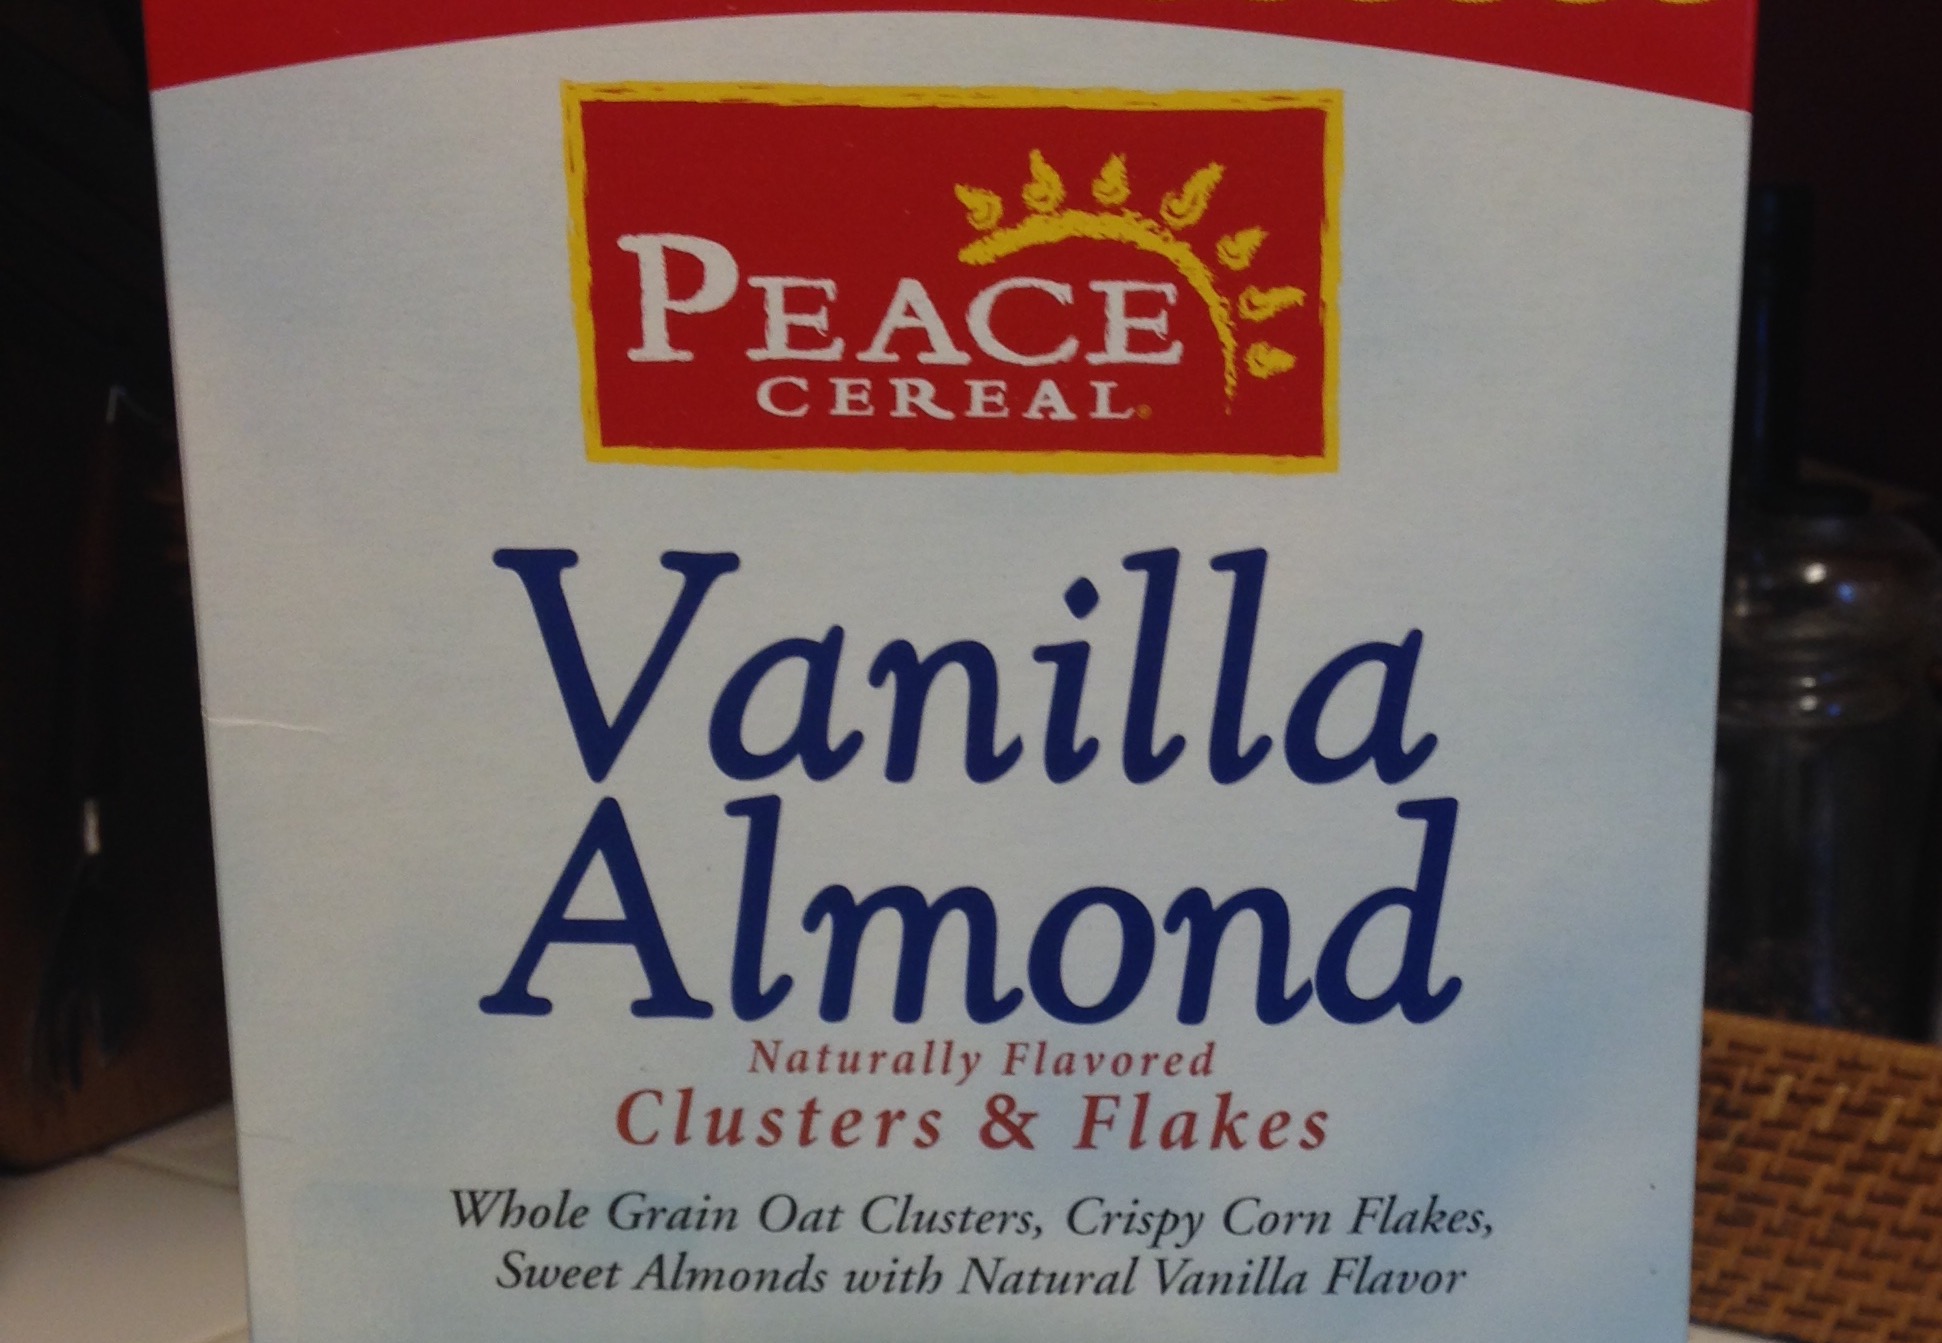 PEACE
CEREAL
Vanilla
Almond
Naturally Flavored
Clusters & Flakes
Whole Grain Oat Clusters, Crispy Corn Flakes,
Sweet Almonds with Natural Vanilla Flavor